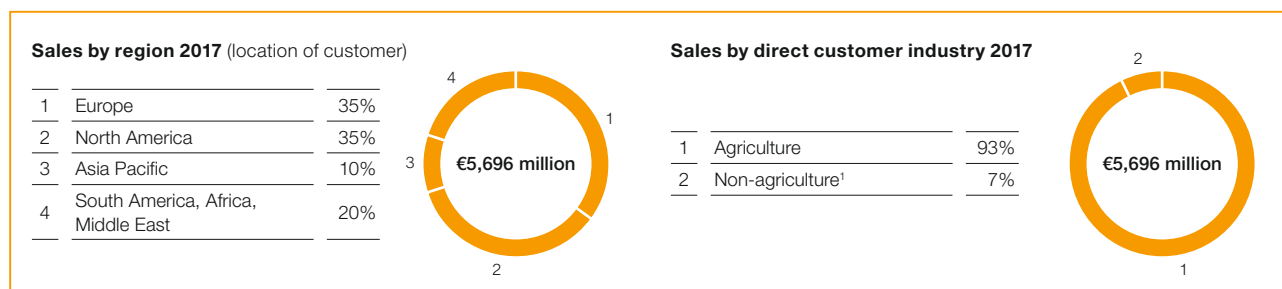 Sales by region 2017 (location of customer)
1 Europe 35%
2 North America 35%
3 Asia Pacific 10%
4 South America, Africa, Middle East 20%
4
1
3
€5,696 million
2
Sales by direct customer industry 2017
1 Agriculture 93%
2 Non-agriculture¹ 7%
2
€5,696 million
1